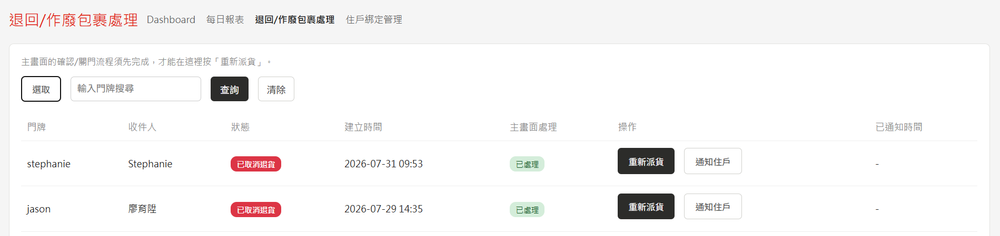 退回/作廢包裹處理 Dashboard 每日報表 退回/作廢包裹處理 住戶綁定管理
主畫面的確認/關門流程須先完成，才能在這裡按「重新派貨」。
選取 輸入門牌搜尋 查詢 清除
門牌 收件人 狀態 建立時間 主畫面處理 操作 已通知時間
stephanie Stephanie 已取消退貨 2026-07-31 09:53 已處理 重新派貨 通知住戶 -
jason 廖育陞 已取消退貨 2026-07-29 14:35 已處理 重新派貨 通知住戶 -